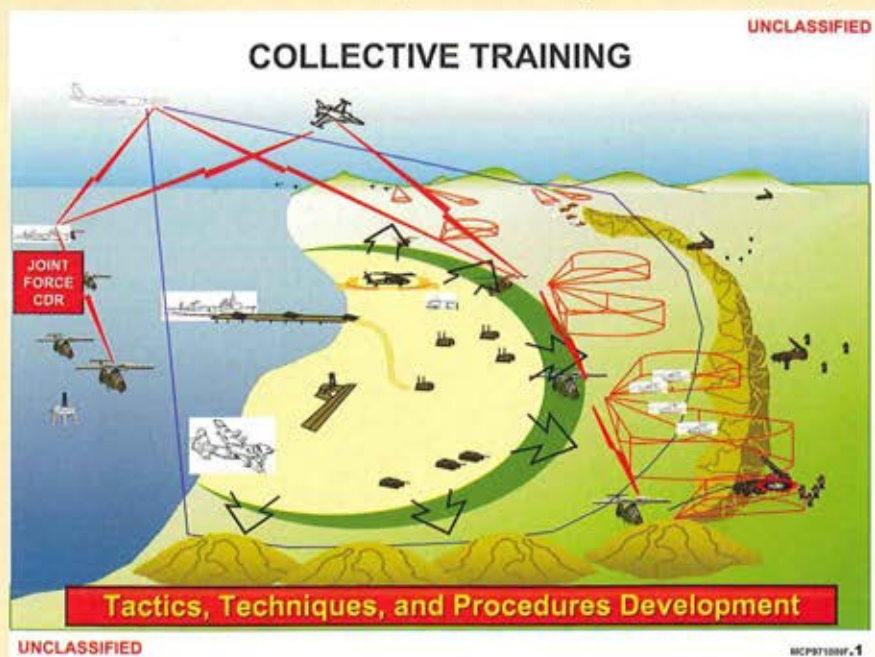 UNCLASSIFIED
COLLECTIVE TRAINING
JOINT
FORCE
CDR
Tactics, Techniques, and Procedures Development
UNCLASSIFIED